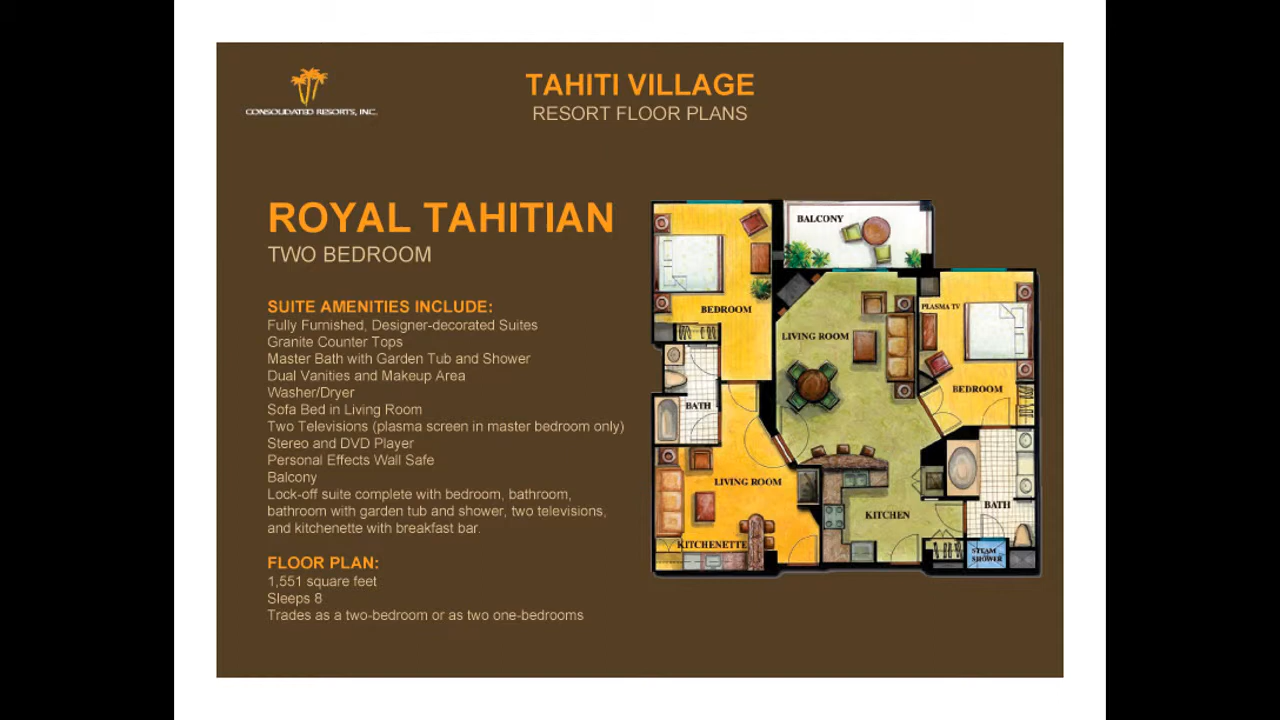 CONSOLIDATED RESORTS, INC.
TAHITI VILLAGE
RESORT FLOOR PLANS
ROYAL TAHITIAN
TWO BEDROOM
SUITE AMENITIES INCLUDE:
Fully Furnished, Designer-decorated Suites
Granite Counter Tops
Master Bath with Garden Tub and Shower
Dual Vanities and Makeup Area
Washer/Dryer
Sofa Bed in Living Room
Two Televisions (plasma screen in master bedroom only)
Stereo and DVD Player
Personal Effects Wall Safe
Balcony
Lock-off suite complete with bedroom, bathroom,
bathroom with garden tub and shower, two televisions,
and kitchenette with breakfast bar.
FLOOR PLAN:
1,551 square feet
Sleeps 8
Trades as a two-bedroom or as two one-bedrooms
BALCONY
BEDROOM
PLASMA TV
LIVING ROOM
BEDROOM
BATH
LIVING ROOM
KITCHEN
BATH
KITCHENETTE
STEAM
SHOWER